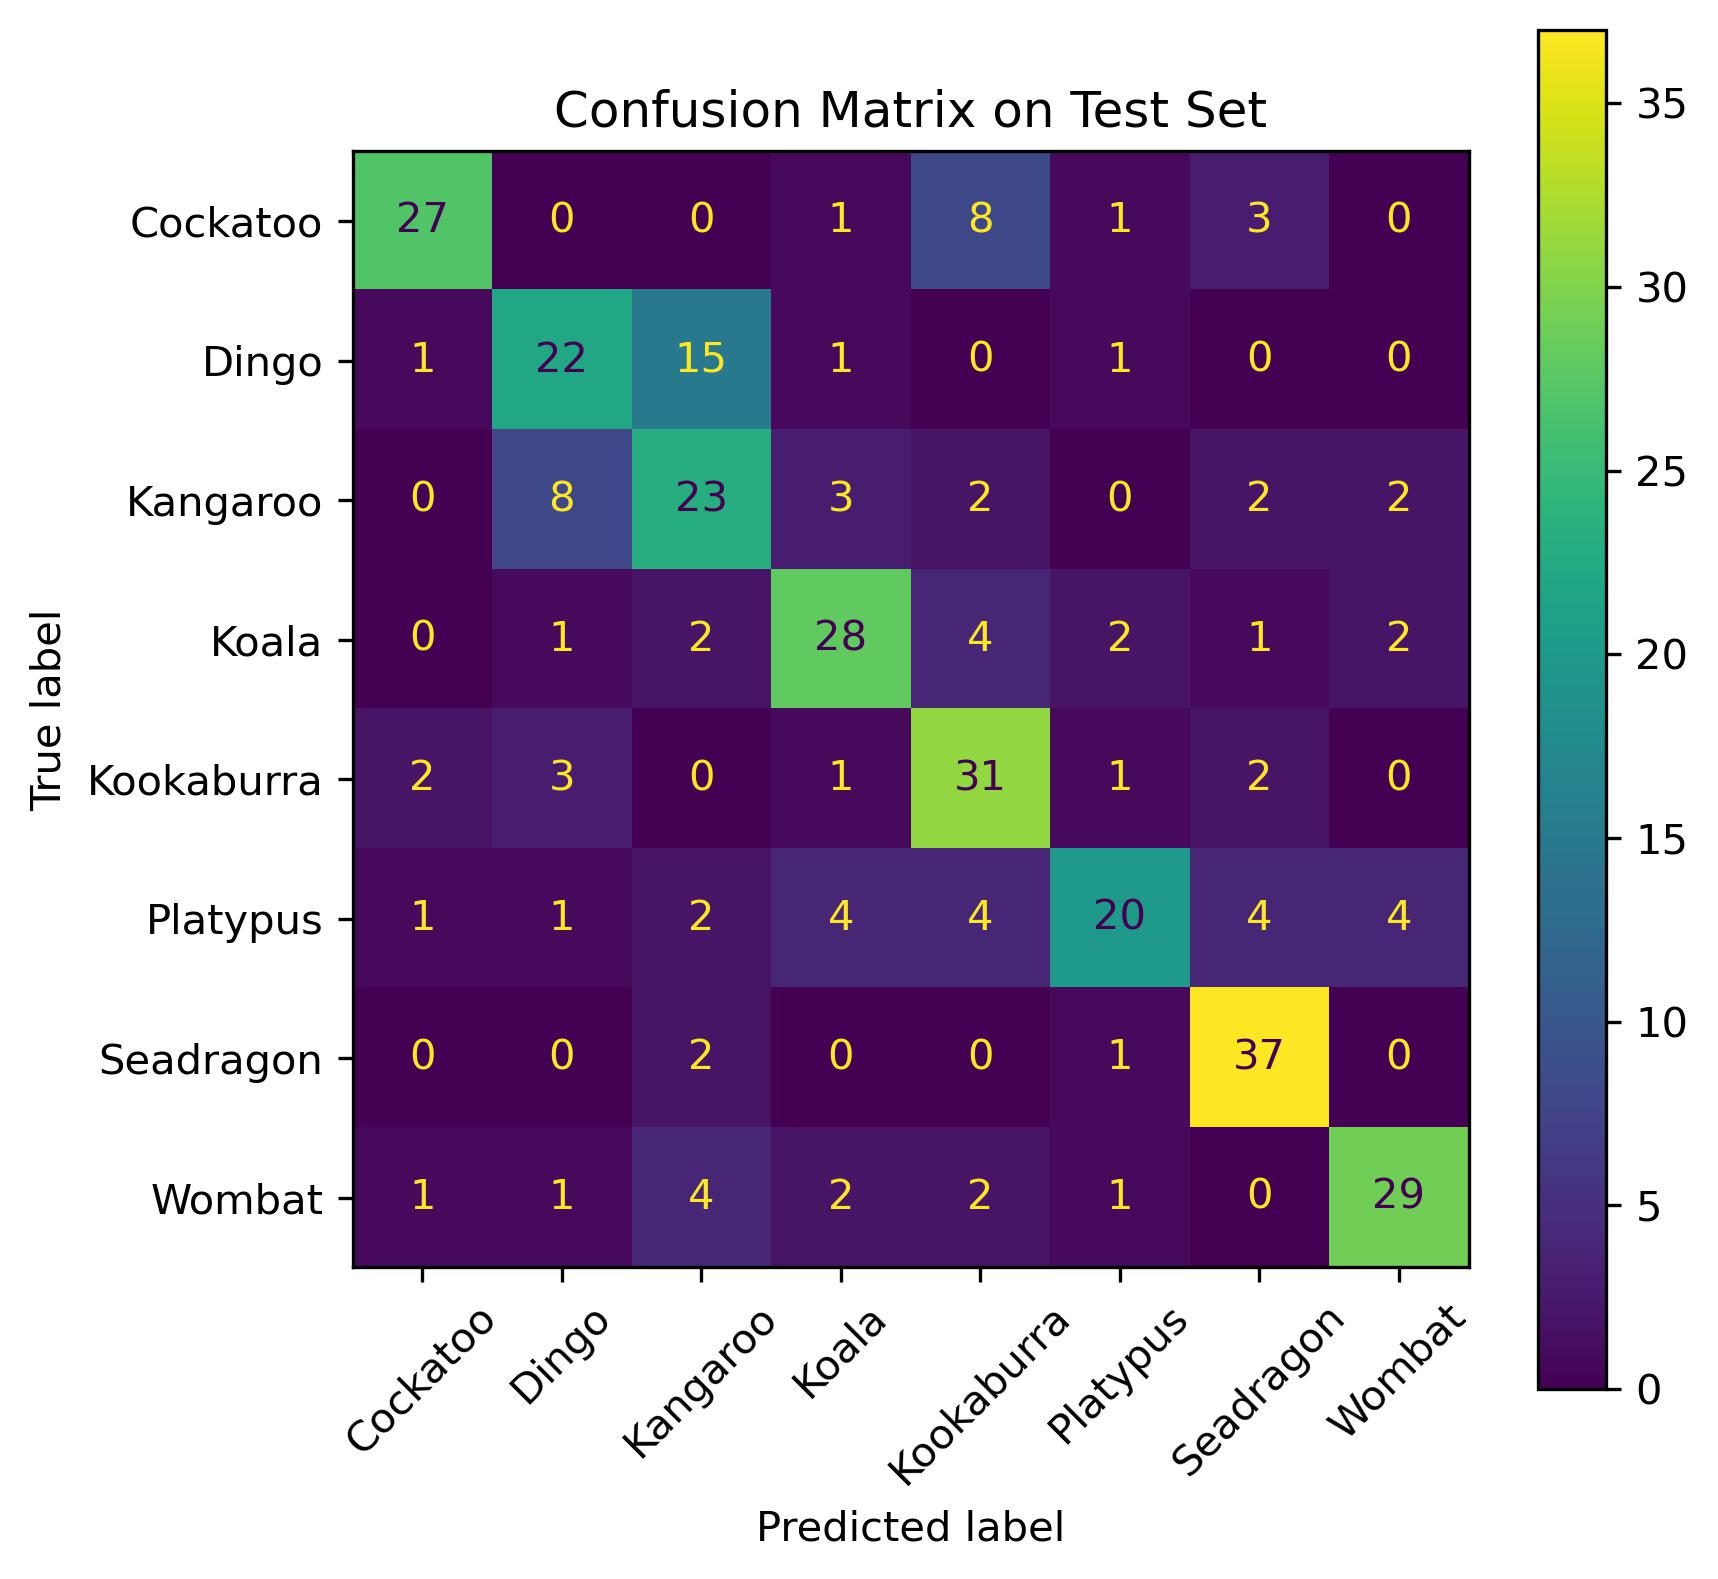 Confusion Matrix on Test Set
Cockatoo 27 0 0 1 8 1 3 0
Dingo 1 22 15 1 0 1 0 0
Kangaroo 0 8 23 3 2 0 2 2
Koala 0 1 2 28 4 2 1 2
Kookaburra 2 3 0 1 31 1 2 0
Platypus 1 1 2 4 4 20 4 4
Seadragon 0 0 2 0 0 1 37 0
Wombat 1 1 4 2 2 1 0 29
True label
Cockatoo Dingo Kangaroo Koala Kookaburra Platypus Seadragon Wombat
Predicted label
35
30
25
20
15
10
5
0